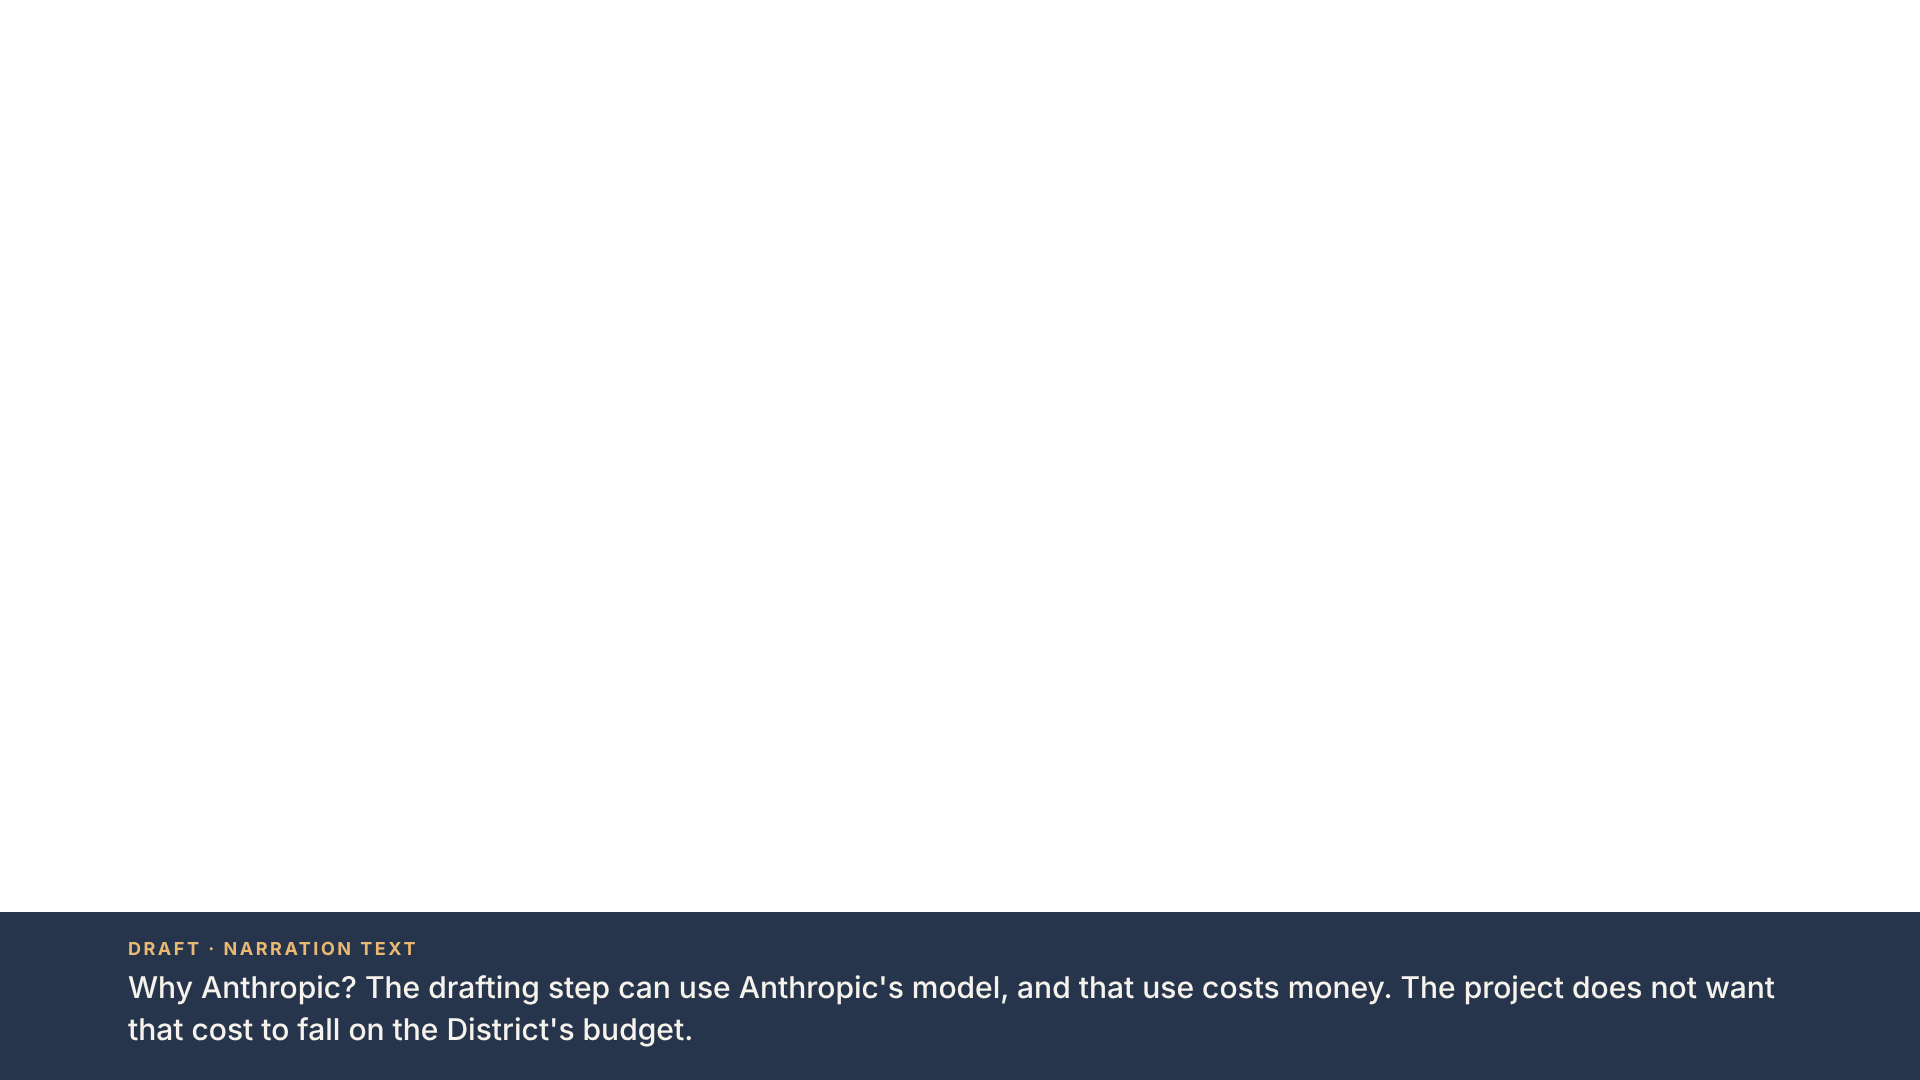 DRAFT · NARRATION TEXT
Why Anthropic? The drafting step can use Anthropic's model, and that use costs money. The project does not want
that cost to fall on the District's budget.